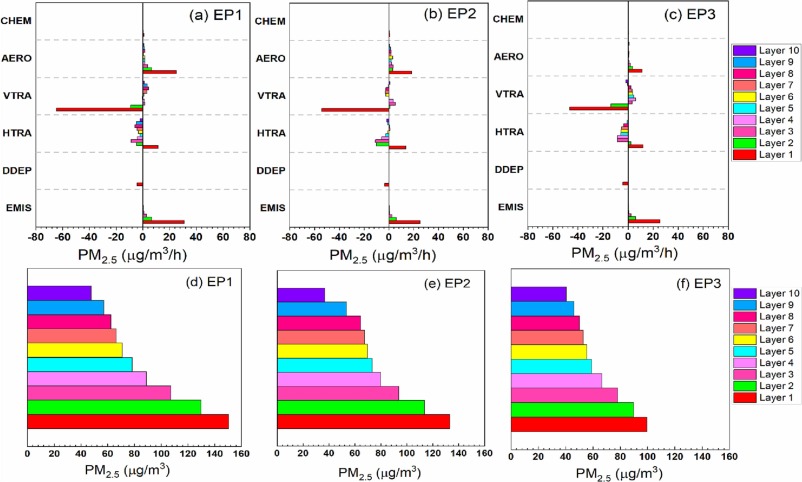 (a) EP1
CHEM
AERO
VTRA
HTRA
DDEP
EMIS
-80 -60 -40 -20 0 20 40 60 80
PM2.5 (μg/m3/h)
(b) EP2
CHEM
AERO
VTRA
HTRA
DDEP
EMIS
-80 -60 -40 -20 0 20 40 60 80
PM2.5 (μg/m3/h)
(c) EP3
CHEM
AERO
VTRA
HTRA
DDEP
EMIS
-80 -60 -40 -20 0 20 40 60 80
PM2.5 (μg/m3/h)
Layer 10
Layer 9
Layer 8
Layer 7
Layer 6
Layer 5
Layer 4
Layer 3
Layer 2
Layer 1
(d) EP1
0 20 40 60 80 100 120 140 160
PM2.5 (μg/m3)
(e) EP2
0 20 40 60 80 100 120 140 160
PM2.5 (μg/m3)
(f) EP3
0 20 40 60 80 100 120 140 160
PM2.5 (μg/m3)
Layer 10
Layer 9
Layer 8
Layer 7
Layer 6
Layer 5
Layer 4
Layer 3
Layer 2
Layer 1